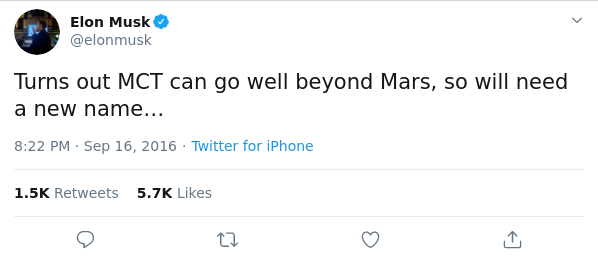 Elon Musk
@elonmusk
Turns out MCT can go well beyond Mars, so will need
a new name…
8:22 PM · Sep 16, 2016 · Twitter for iPhone
1.5K Retweets 5.7K Likes